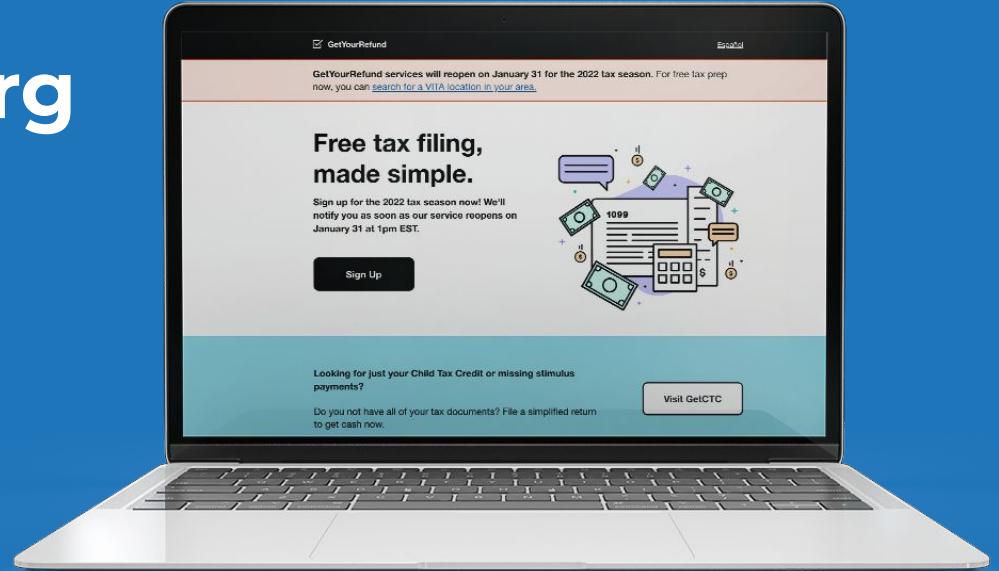 rg
GetYourRefund
Español
GetYourRefund services will reopen on January 31 for the 2022 tax season. For free tax prep
now, you can search for a VITA location in your area.
Free tax filing,
made simple.
Sign up for the 2022 tax season now! We'll
notify you as soon as our service reopens on
January 31 at 1pm EST.
Sign Up
1099
$
Looking for just your Child Tax Credit or missing stimulus
payments?
Do you not have all of your tax documents? File a simplified return
to get cash now.
Visit GetCTC